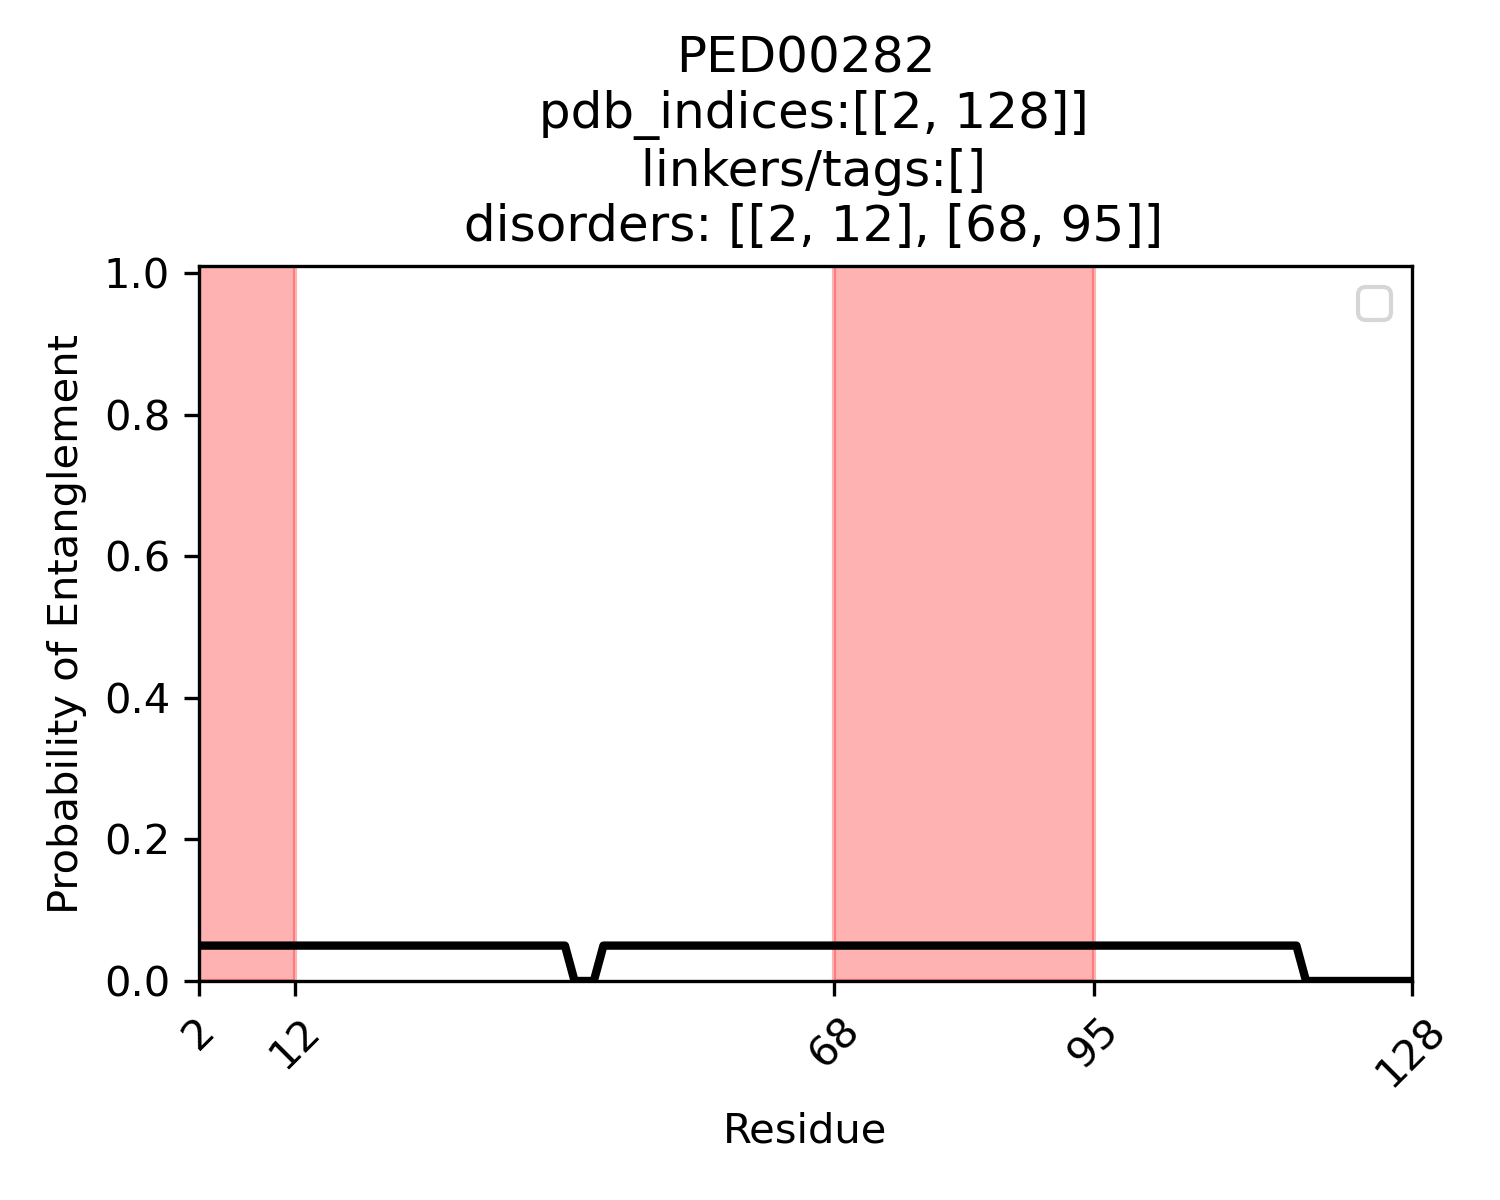 PED00282
pdb_indices:[[2, 128]]
linkers/tags:[]
disorders: [[2, 12], [68, 95]]
1.0
0.8
0.6
0.4
0.2
0.0
Probability of Entanglement
2
12
68
95
128
Residue